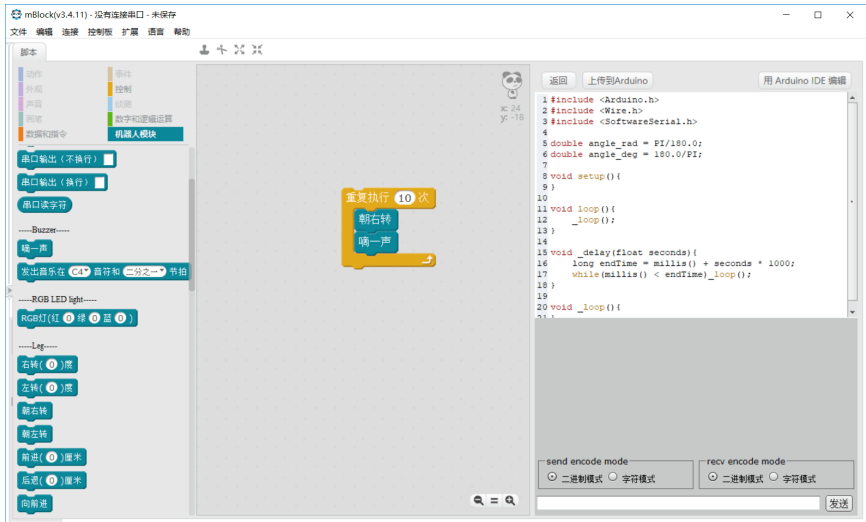 mBlock(v3.4.11) - 没有连接串口 - 未保存
文件 编辑 连接 控制板 扩展 语言 帮助
脚本
动作 事件
外观 控制
声音 侦测
画笔 数字和逻辑运算
数据和指令 机器人模块
串口输出（不换行）
串口输出（换行）
串口读字符
-----Buzzer-----
嘀一声
发出音乐在 C4 音符和 二分之一 节拍
-----RGB LED light-----
RGB灯(红 0 绿 0 蓝 0 )
-----Leg-----
右转( 0 )度
左转( 0 )度
朝右转
朝左转
前进( 0 )厘米
后退( 0 )厘米
向前进
x: 24
y: -18
重复执行 10 次
朝右转
嘀一声
返回 上传到Arduino 用 Arduino IDE 编辑
1 #include <Arduino.h>
2 #include <Wire.h>
3 #include <SoftwareSerial.h>
4
5 double angle_rad = PI/180.0;
6 double angle_deg = 180.0/PI;
7
8 void setup(){
9 }
10
11 void loop(){
12 _loop();
13 }
14
15 void _delay(float seconds){
16 long endTime = millis() + seconds * 1000;
17 while(millis() < endTime)_loop();
18 }
19
20 void _loop(){
21 }
send encode mode
二进制模式 字符模式
recv encode mode
二进制模式 字符模式
发送